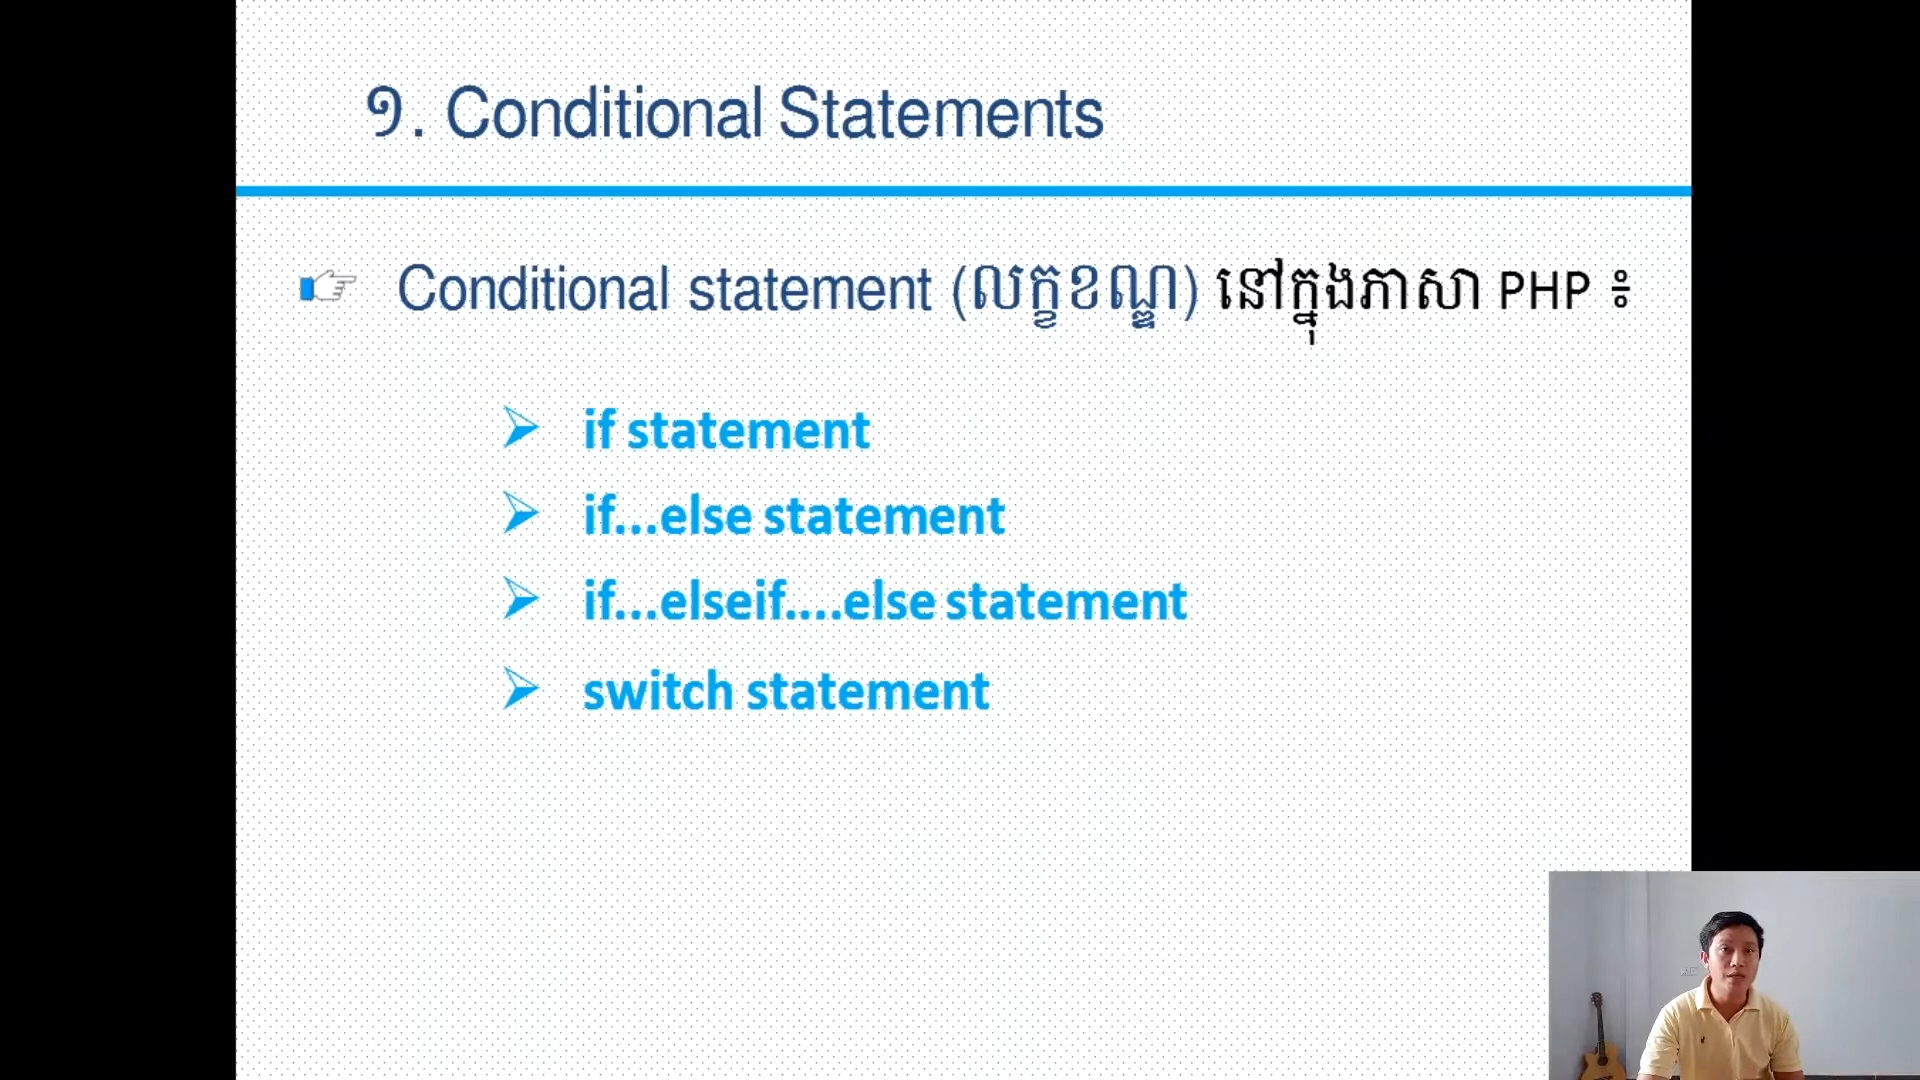 ១. Conditional Statements
Conditional statement (លក្ខខណ្ឌ) នៅក្នុងភាសា PHP ៖
if statement
if...else statement
if...elseif....else statement
switch statement